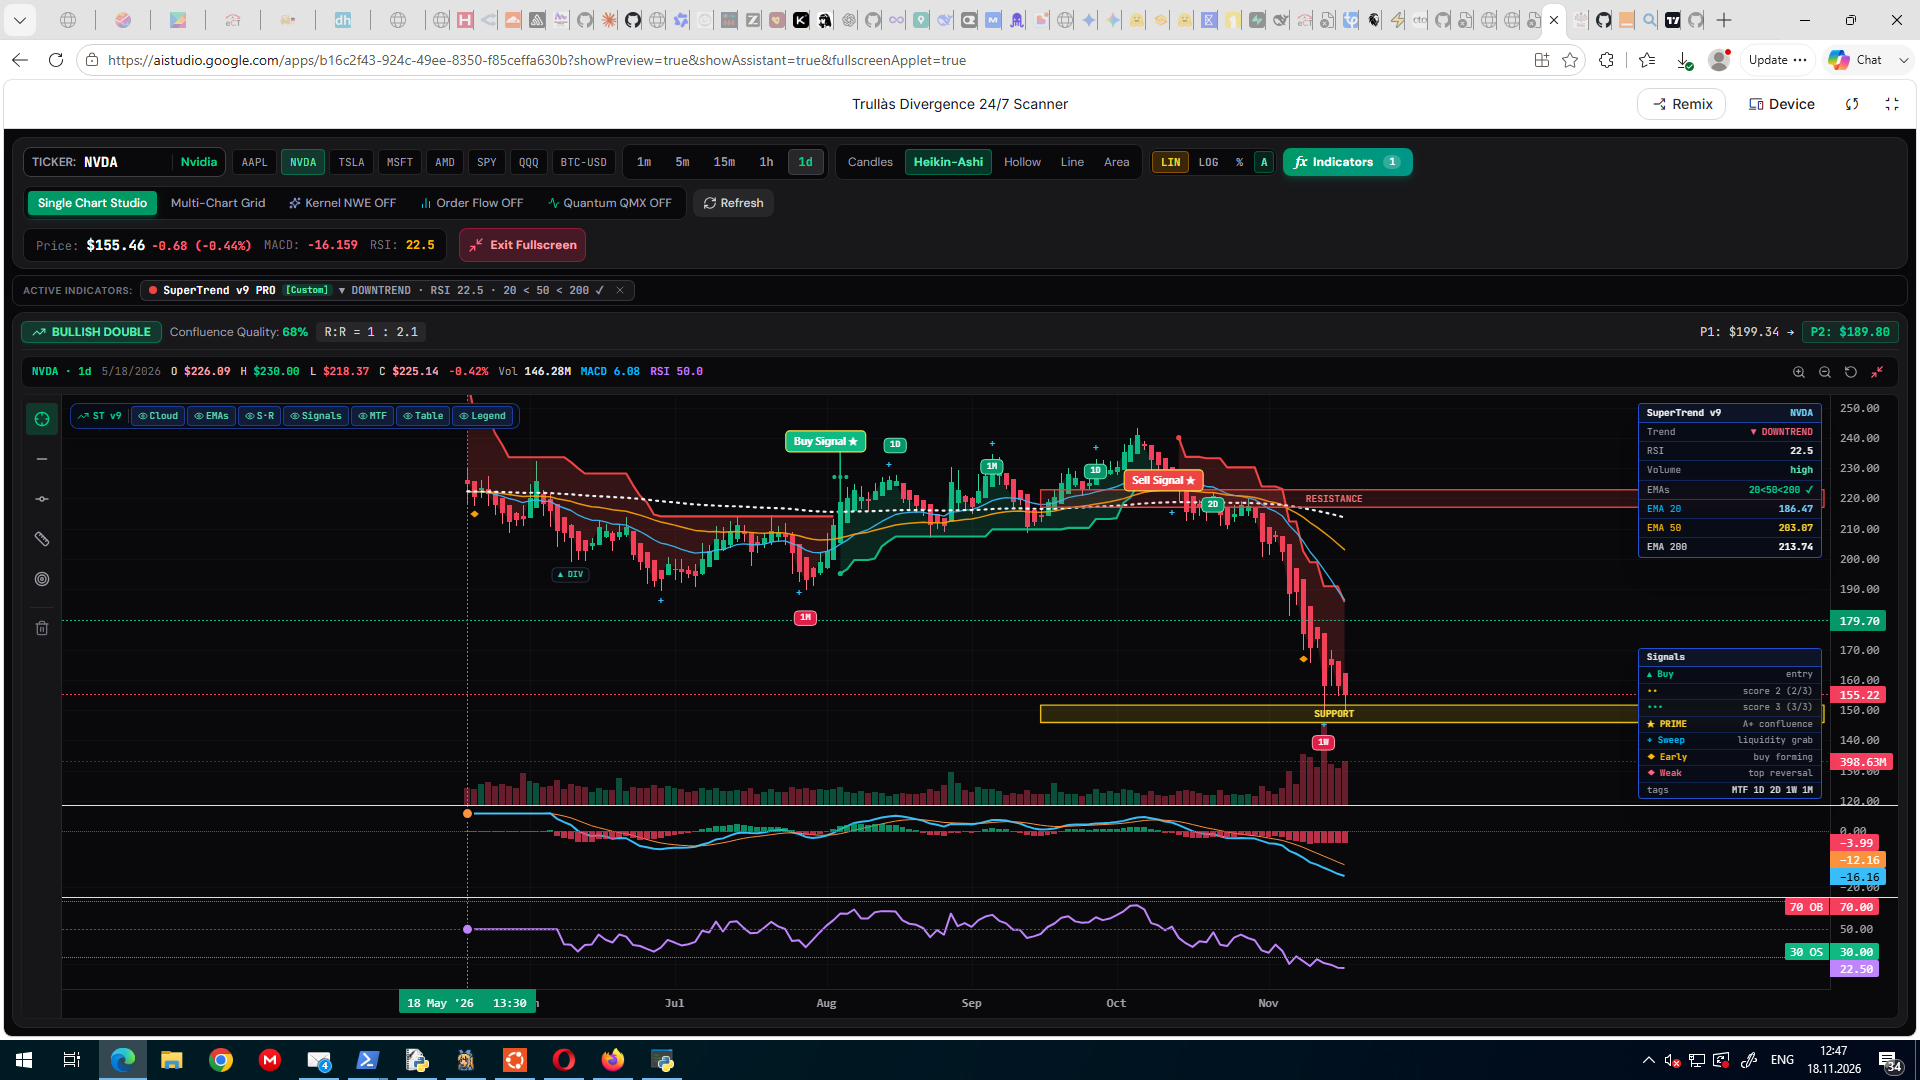 https://aistudio.google.com/apps/b16c2f43-924c-49ee-8350-f85ceffa630b?showPreview=true&showAssistant=true&fullscreenApplet=true
Update
Chat
Trullàs Divergence 24/7 Scanner
Remix
Device
TICKER: NVDA Nvidia AAPL NVDA TSLA MSFT AMD SPY QQQ BTC-USD 1m 5m 15m 1h 1d Candles Heikin-Ashi Hollow Line Area LIN LOG % A fx Indicators 1
Single Chart Studio Multi-Chart Grid Kernel NWE OFF Order Flow OFF Quantum QMX OFF Refresh
Price: $155.46 -0.68 (-0.44%) MACD: -16.159 RSI: 22.5 Exit Fullscreen
ACTIVE INDICATORS: SuperTrend v9 PRO [Custom] ▼ DOWNTREND · RSI 22.5 · 20 < 50 < 200 ✓ ×
BULLISH DOUBLE Confluence Quality: 68% R:R = 1 : 2.1 P1: $199.34 → P2: $189.80
NVDA · 1d 5/18/2026 O $226.09 H $230.00 L $218.37 C $225.14 -0.42% Vol 146.28M MACD 6.08 RSI 50.0
ST v9 Cloud EMAs S-R Signals MTF Table Legend
Buy Signal ★
1D
1M
1D
Sell Signal ★
2D
RESISTANCE
▲ DIV
1M
SUPPORT
1W
SuperTrend v9 NVDA
Trend ▼ DOWNTREND
RSI 22.5
Volume high
EMAs 20<50<200 ✓
EMA 20 186.47
EMA 50 203.07
EMA 200 213.74
Signals
▲ Buy entry
•• score 2 (2/3)
••• score 3 (3/3)
★ PRIME A+ confluence
+ Sweep liquidity grab
◆ Early buy forming
◆ Weak top reversal
tags MTF 1D 2D 1W 1M
250.00
240.00
230.00
220.00
210.00
200.00
190.00
179.70
170.00
160.00
155.22
150.00
140.00
398.63M
130.00
120.00
0.00
-3.99
-12.16
-16.16
-20.00
70 OB 70.00
50.00
30 OS 30.00
22.50
18 May '26 13:30
Jul
Aug
Sep
Oct
Nov
4
ENG
12:47
18.11.2026
34